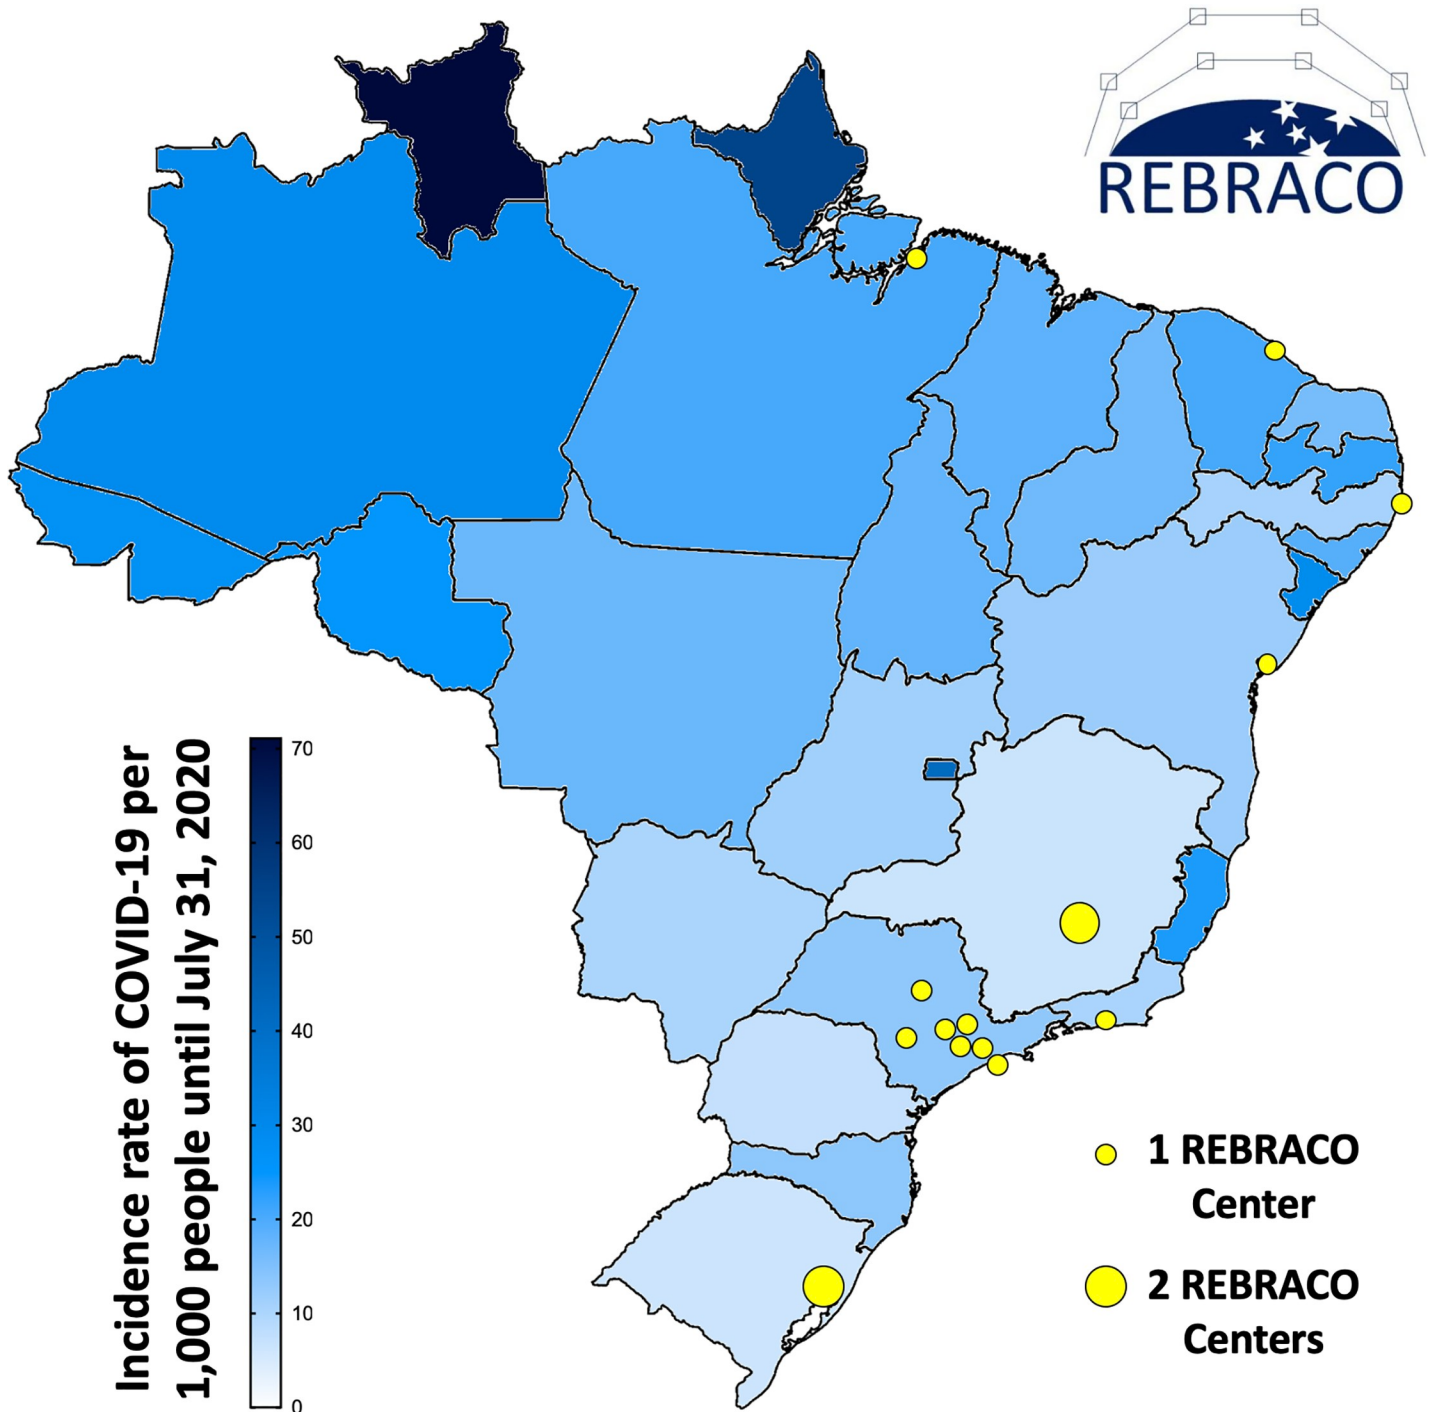 REBRACO
Incidence rate of COVID-19 per
1,000 people until July 31, 2020
70
60
50
40
30
20
10
0
1 REBRACO
Center
2 REBRACO
Centers